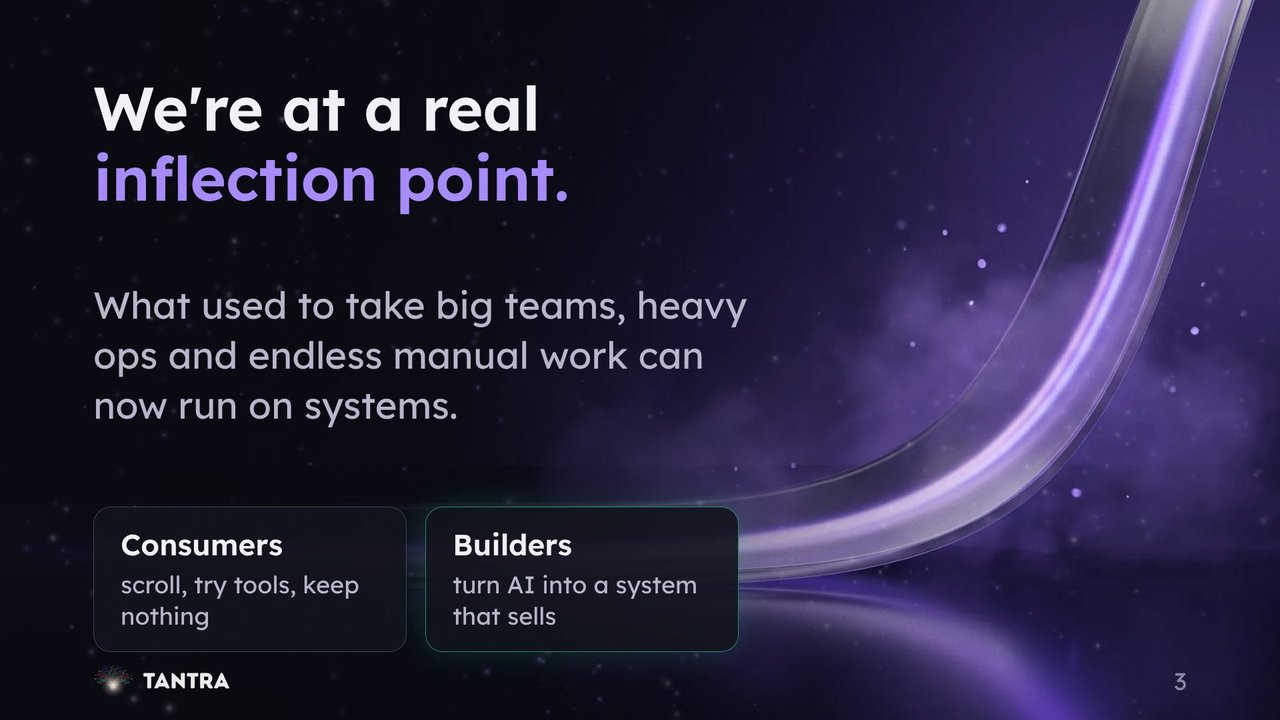 We're at a real
inflection point.
What used to take big teams, heavy
ops and endless manual work can
now run on systems.
Consumers
scroll, try tools, keep
nothing
Builders
turn AI into a system
that sells
TANTRA
3